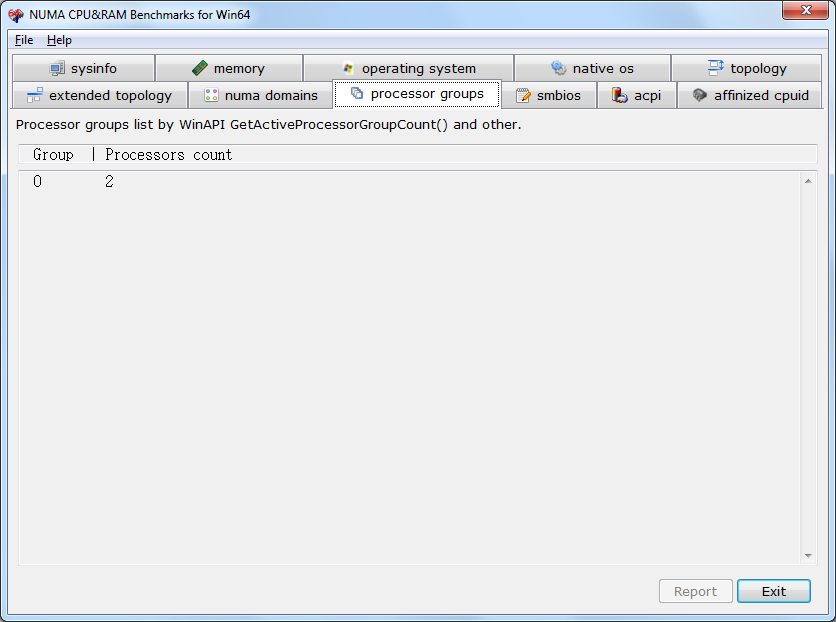 NUMA CPU&RAM Benchmarks for Win64
File Help
sysinfo memory operating system native os topology
extended topology numa domains processor groups smbios acpi affinized cpuid
Processor groups list by WinAPI GetActiveProcessorGroupCount() and other.
Group | Processors count
0 2
Report Exit